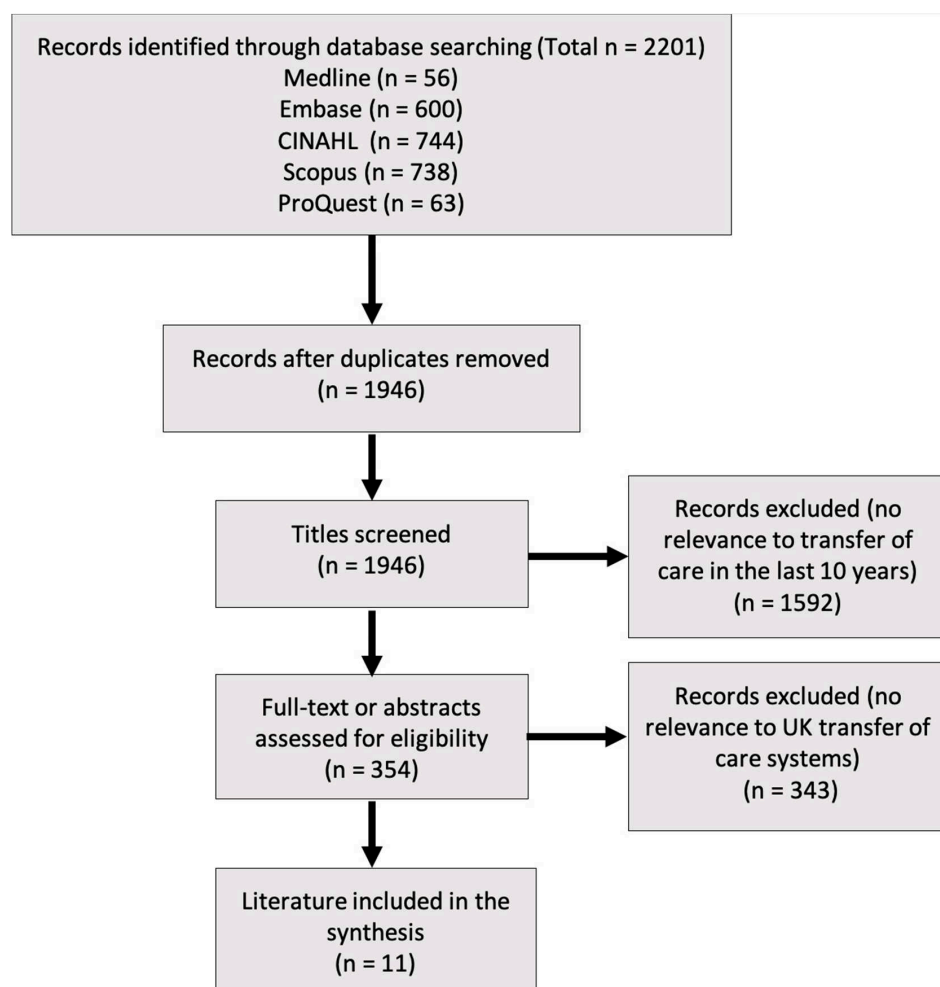 Records identified through database searching (Total n = 2201)
Medline (n = 56)
Embase (n = 600)
CINAHL (n = 744)
Scopus (n = 738)
ProQuest (n = 63)
Records after duplicates removed
(n = 1946)
Titles screened
(n = 1946)
Records excluded (no
relevance to transfer of
care in the last 10 years)
(n = 1592)
Full-text or abstracts
assessed for eligibility
(n = 354)
Records excluded (no
relevance to UK transfer of
care systems)
(n = 343)
Literature included in the
synthesis
(n = 11)